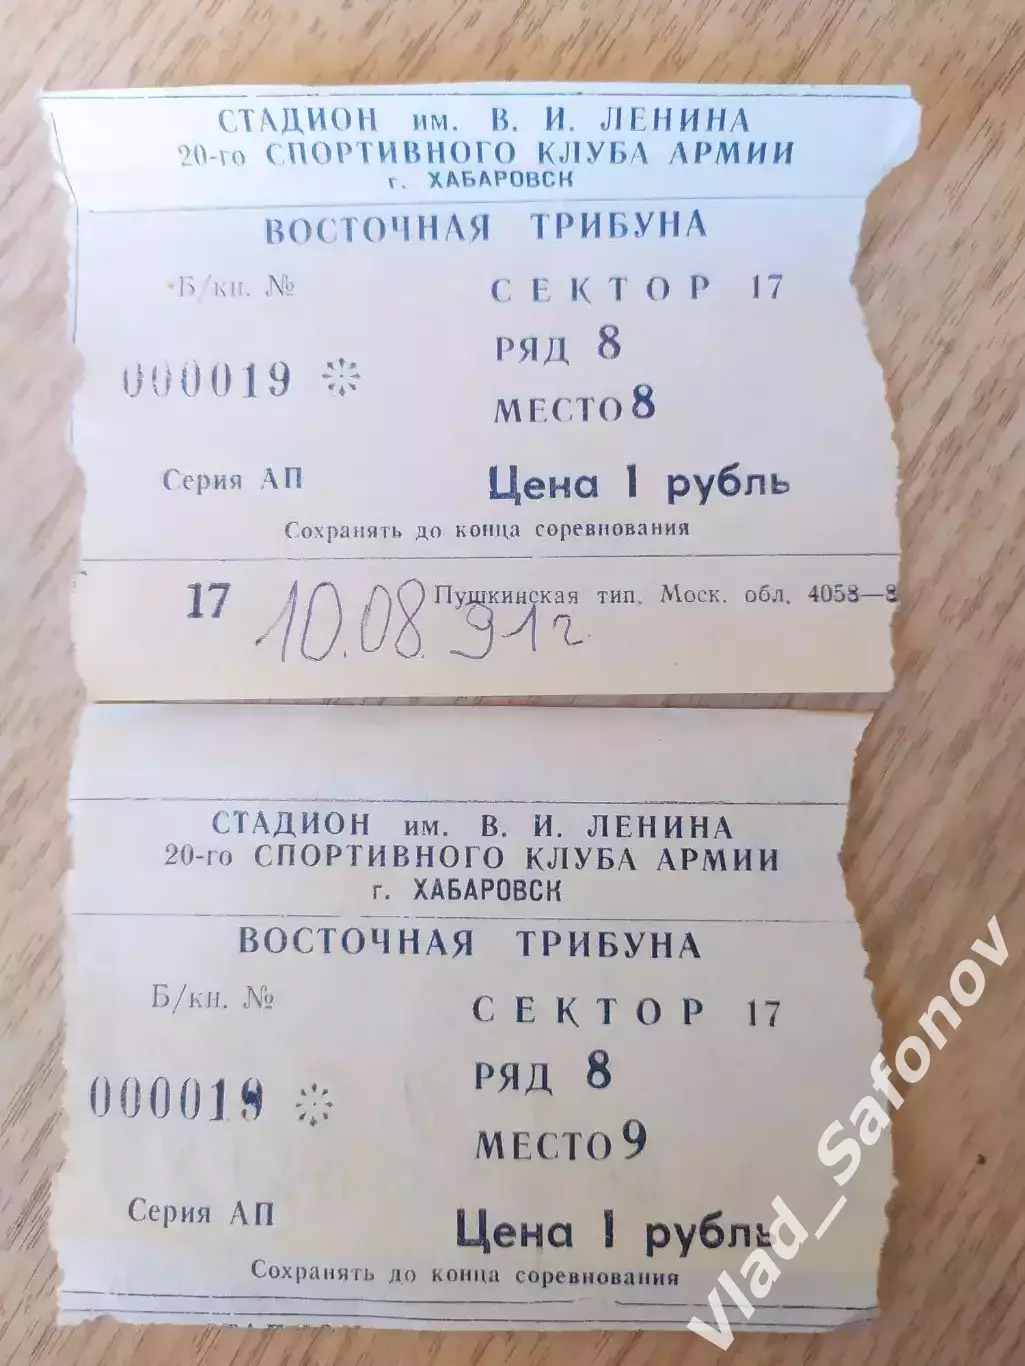 СТАДИОН им. В. И. ЛЕНИНА
20-го СПОРТИВНОГО КЛУБА АРМИИ
г. ХАБАРОВСК
ВОСТОЧНАЯ ТРИБУНА
Б/кн. №
СЕКТОР 17
РЯД 8
000019
МЕСТО 8
Серия АП
Цена 1 рубль
Сохранять до конца соревнования
17
Пушкинская тип. Моск. обл. 4058—8
10.08.91г.
СТАДИОН им. В. И. ЛЕНИНА
20-го СПОРТИВНОГО КЛУБА АРМИИ
г. ХАБАРОВСК
ВОСТОЧНАЯ ТРИБУНА
Б/кн. №
СЕКТОР 17
РЯД 8
000019
МЕСТО 9
Серия АП
Цена 1 рубль
Сохранять до конца соревнования
Vlad_Safonov